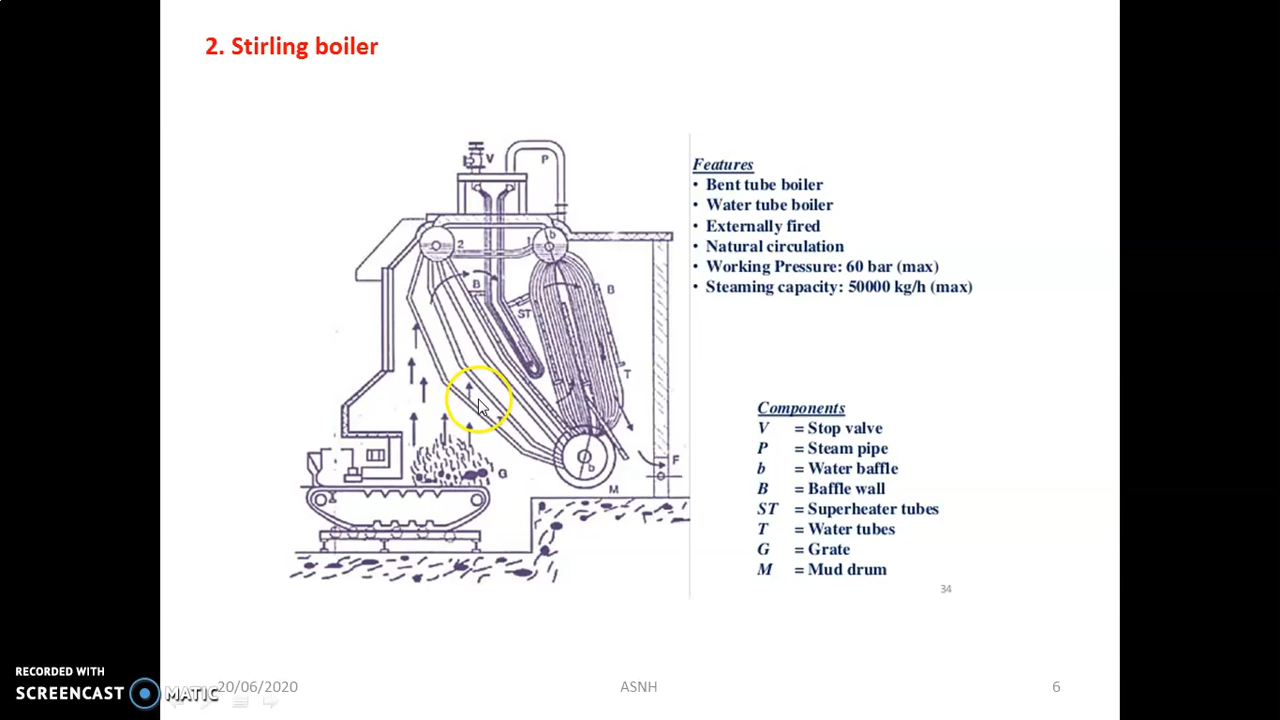 2. Stirling boiler
V
P
Features
• Bent tube boiler
• Water tube boiler
• Externally fired
• Natural circulation
• Working Pressure: 60 bar (max)
• Steaming capacity: 50000 kg/h (max)
2
1
b
B
B
ST
T
F
G
b
M
Components
V = Stop valve
P = Steam pipe
b = Water baffle
B = Baffle wall
ST = Superheater tubes
T = Water tubes
G = Grate
M = Mud drum
34
RECORDED WITH
SCREENCAST MATIC
20/06/2020
ASNH
6